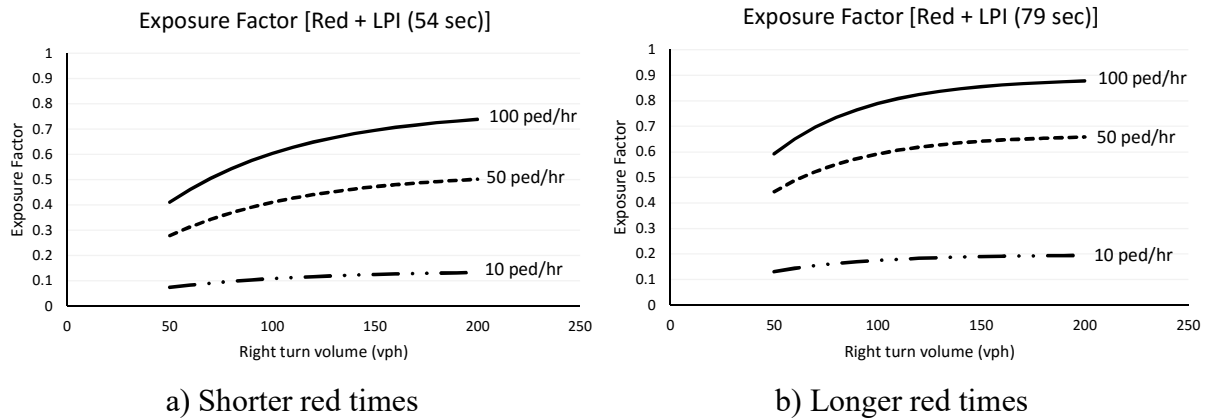 Exposure Factor [Red + LPI (54 sec)]
Exposure Factor
1
0.9
0.8
0.7
0.6
0.5
0.4
0.3
0.2
0.1
0
100 ped/hr
50 ped/hr
10 ped/hr
0 50 100 150 200 250
Right turn volume (vph)
a) Shorter red times
Exposure Factor [Red + LPI (79 sec)]
Exposure Factor
1
0.9
0.8
0.7
0.6
0.5
0.4
0.3
0.2
0.1
0
100 ped/hr
50 ped/hr
10 ped/hr
0 50 100 150 200 250
Right turn volume (vph)
b) Longer red times